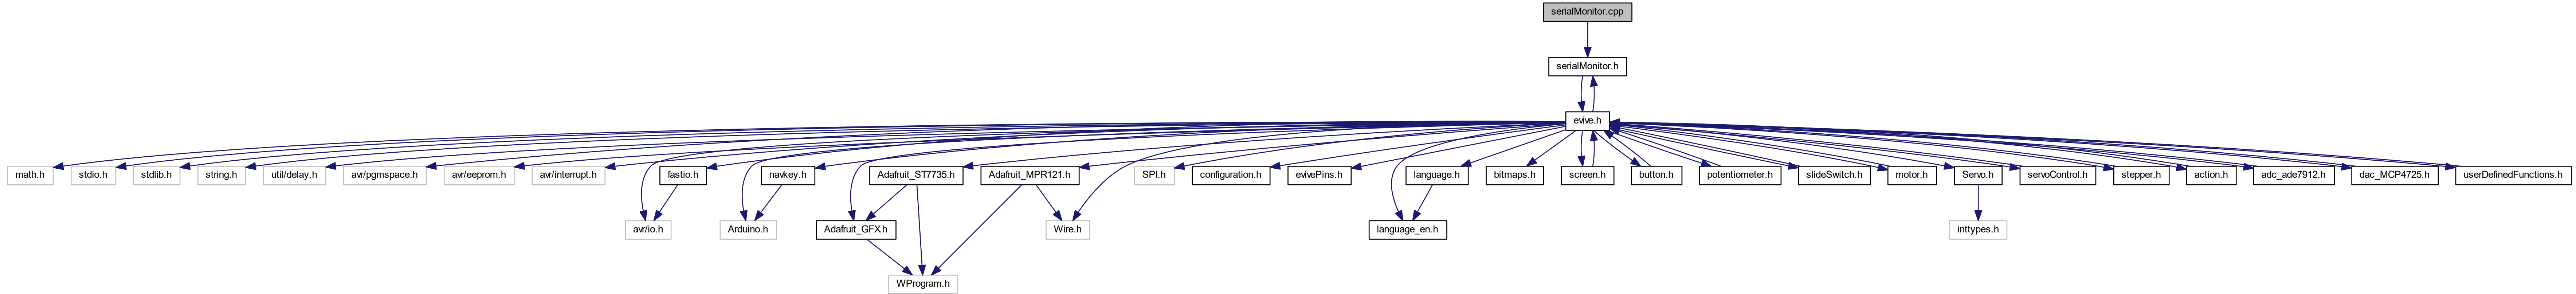 serialMonitor.cpp
serialMonitor.h
evive.h
math.h
stdio.h
stdlib.h
string.h
util/delay.h
avr/pgmspace.h
avr/eeprom.h
avr/interrupt.h
fastio.h
navkey.h
Adafruit_ST7735.h
Adafruit_MPR121.h
SPI.h
configuration.h
evivePins.h
language.h
bitmaps.h
screen.h
button.h
potentiometer.h
slideSwitch.h
motor.h
Servo.h
servoControl.h
stepper.h
action.h
adc_ade7912.h
dac_MCP4725.h
userDefinedFunctions.h
avr/io.h
Arduino.h
Adafruit_GFX.h
Wire.h
language_en.h
inttypes.h
WProgram.h